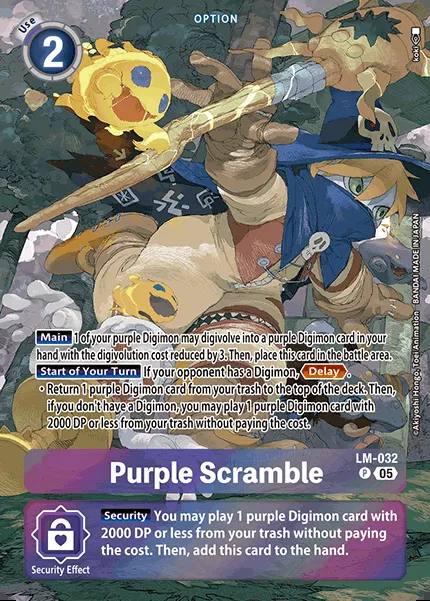 OPTION
Use
2
koki
Main 1 of your purple Digimon may digivolve into a purple Digimon card in your
hand with the digivolution cost reduced by 3. Then, place this card in the battle area.
Start of Your Turn If your opponent has a Digimon, Delay.
・Return 1 purple Digimon card from your trash to the top of the deck. Then,
if you don't have a Digimon, you may play 1 purple Digimon card with
2000 DP or less from your trash without paying the cost.
©Akiyoshi Hongo, Toei Animation. BANDAI MADE IN JAPAN
LM-032
Purple Scramble
P 05
Security You may play 1 purple Digimon card with
2000 DP or less from your trash without paying
the cost. Then, add this card to the hand.
Security Effect